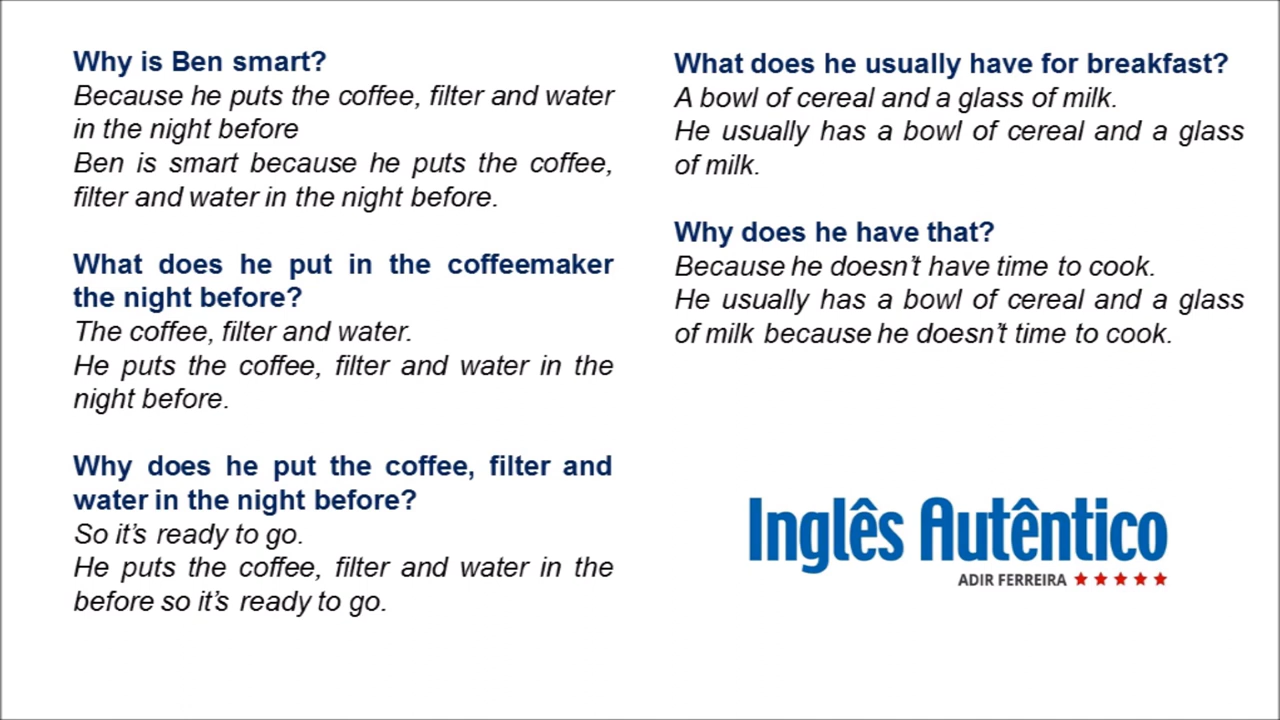 Why is Ben smart?
Because he puts the coffee, filter and water
in the night before
Ben is smart because he puts the coffee,
filter and water in the night before.
What does he put in the coffeemaker
the night before?
The coffee, filter and water.
He puts the coffee, filter and water in the
night before.
Why does he put the coffee, filter and
water in the night before?
So it's ready to go.
He puts the coffee, filter and water in the
before so it's ready to go.
What does he usually have for breakfast?
A bowl of cereal and a glass of milk.
He usually has a bowl of cereal and a glass
of milk.
Why does he have that?
Because he doesn't have time to cook.
He usually has a bowl of cereal and a glass
of milk because he doesn't time to cook.
Inglês Autêntico
ADIR FERREIRA